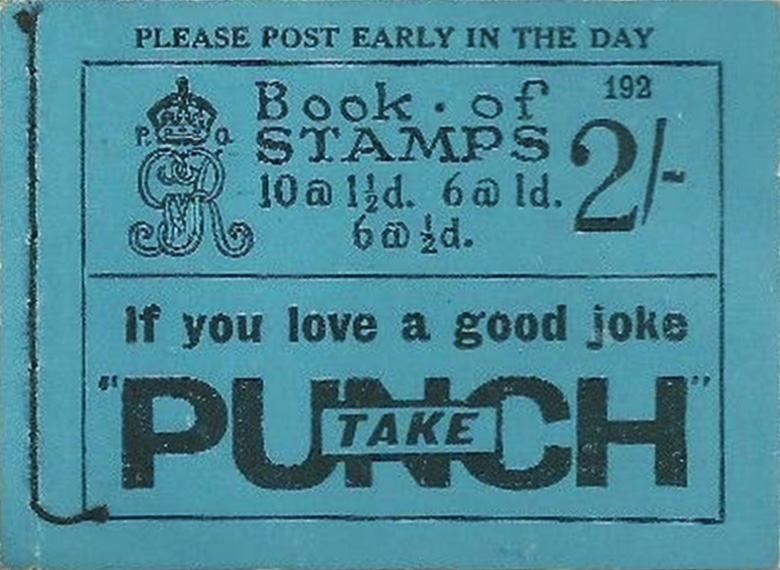 PLEASE POST EARLY IN THE DAY
P. O.
Book · of
STAMPS
10 @ 1½d. 6 @ 1d.
6 @ ½d.
192
2/-
If you love a good joke
TAKE
"PUNCH"